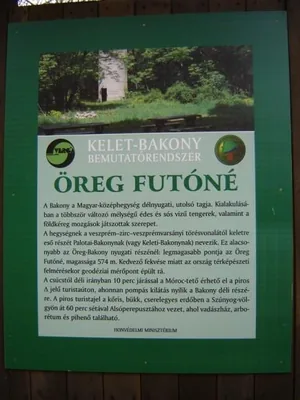 VERGA
KELET-BAKONY
BEMUTATÓRENDSZER
ÖREG FUTÓNÉ
A Bakony a Magyar-középhegység délnyugati, utolsó tagja. Kialakulásá-
ban a többször változó mélységű édes és sós vizű tengerek, valamint a
földkéreg mozgások játszottak szerepet.
A hegységnek a veszprém-zirc-veszprémvarsányi törésvonalától keletre
eső részét Palotai-Bakonynak (vagy Keleti-Bakonynak) nevezik. Ez alacso-
nyabb az Öreg-Bakony nyugati részénél: legmagasabb pontja az Öreg
Futóné, magassága 574 m. Kedvező fekvése miatt az ország térképészeti
felmérésekor geodéziai mérőpont épült rá.
A csúcstól déli irányban 10 perc járással a Móroc-tető érhető el a piros
A jelű turistaúton, ahonnan pompás kilátás nyílik a Bakony déli részé-
re. A piros turistajel a kőris, bükk, cserelegyes erdőben a Szúnyog-völ-
gyön át 60 perc sétával Alsóperepusztához vezet, ahol vadászház, arbo-
rétum és pihenő található.
HONVÉDELMI MINISZTÉRIUM